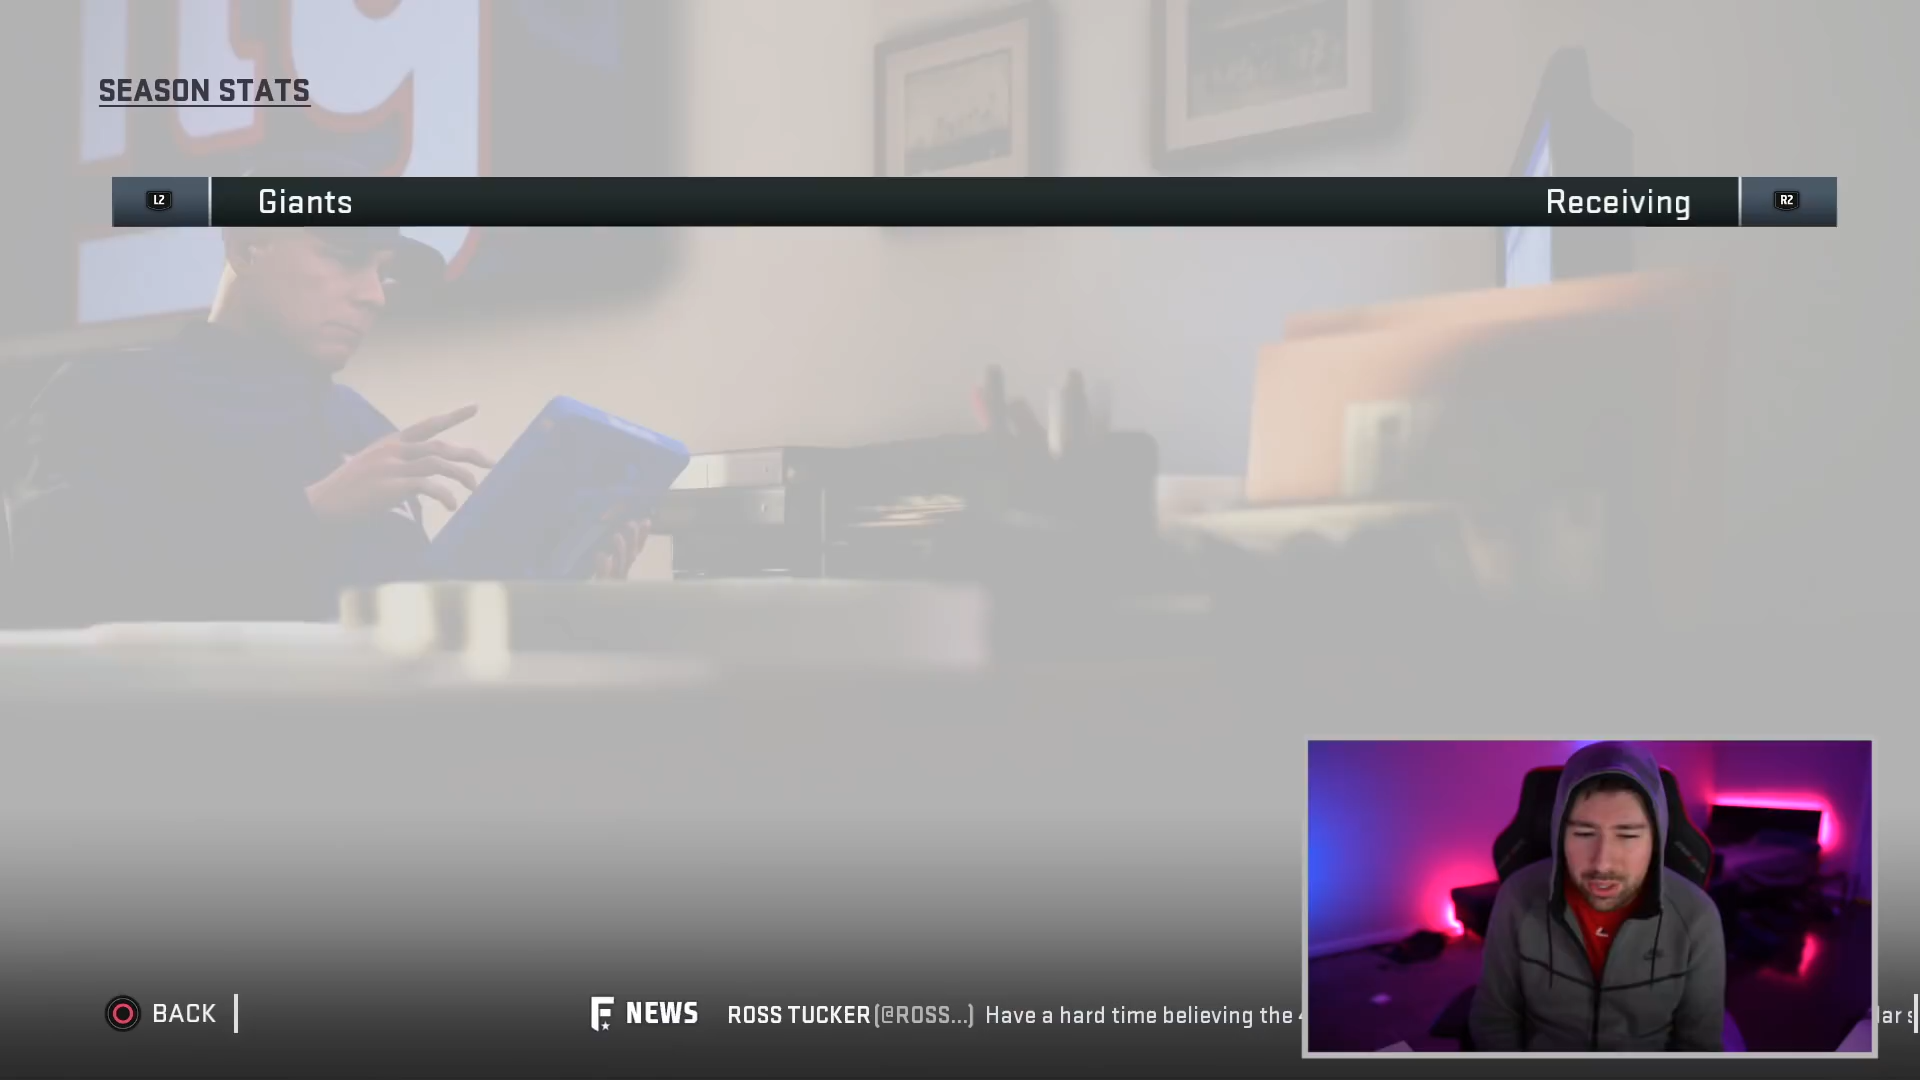 SEASON STATS
L2 Giants Receiving R2
BACK
NEWS ROSS TUCKER (@ROSS...) Have a hard time believing the